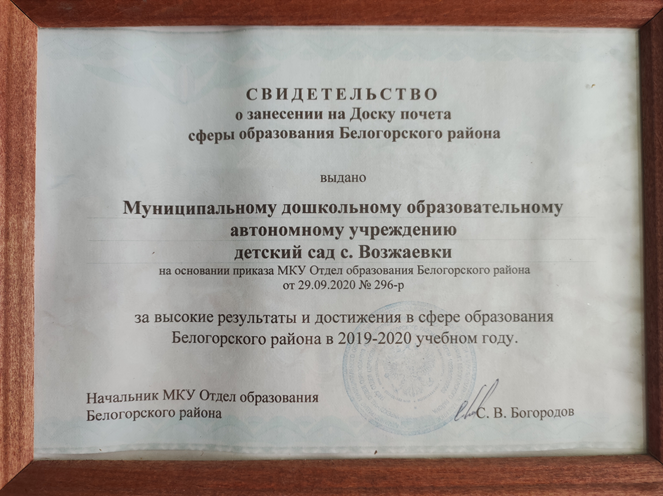 СВИДЕТЕЛЬСТВО
о занесении на Доску почета
сферы образования Белогорского района
выдано
Муниципальному дошкольному образовательному
автономному учреждению
детский сад с. Возжаевки
на основании приказа МКУ Отдел образования Белогорского района
от 29.09.2020 № 296-р
за высокие результаты и достижения в сфере образования
Белогорского района в 2019-2020 учебном году.
Начальник МКУ Отдел образования
Белогорского района
С. В. Богородов